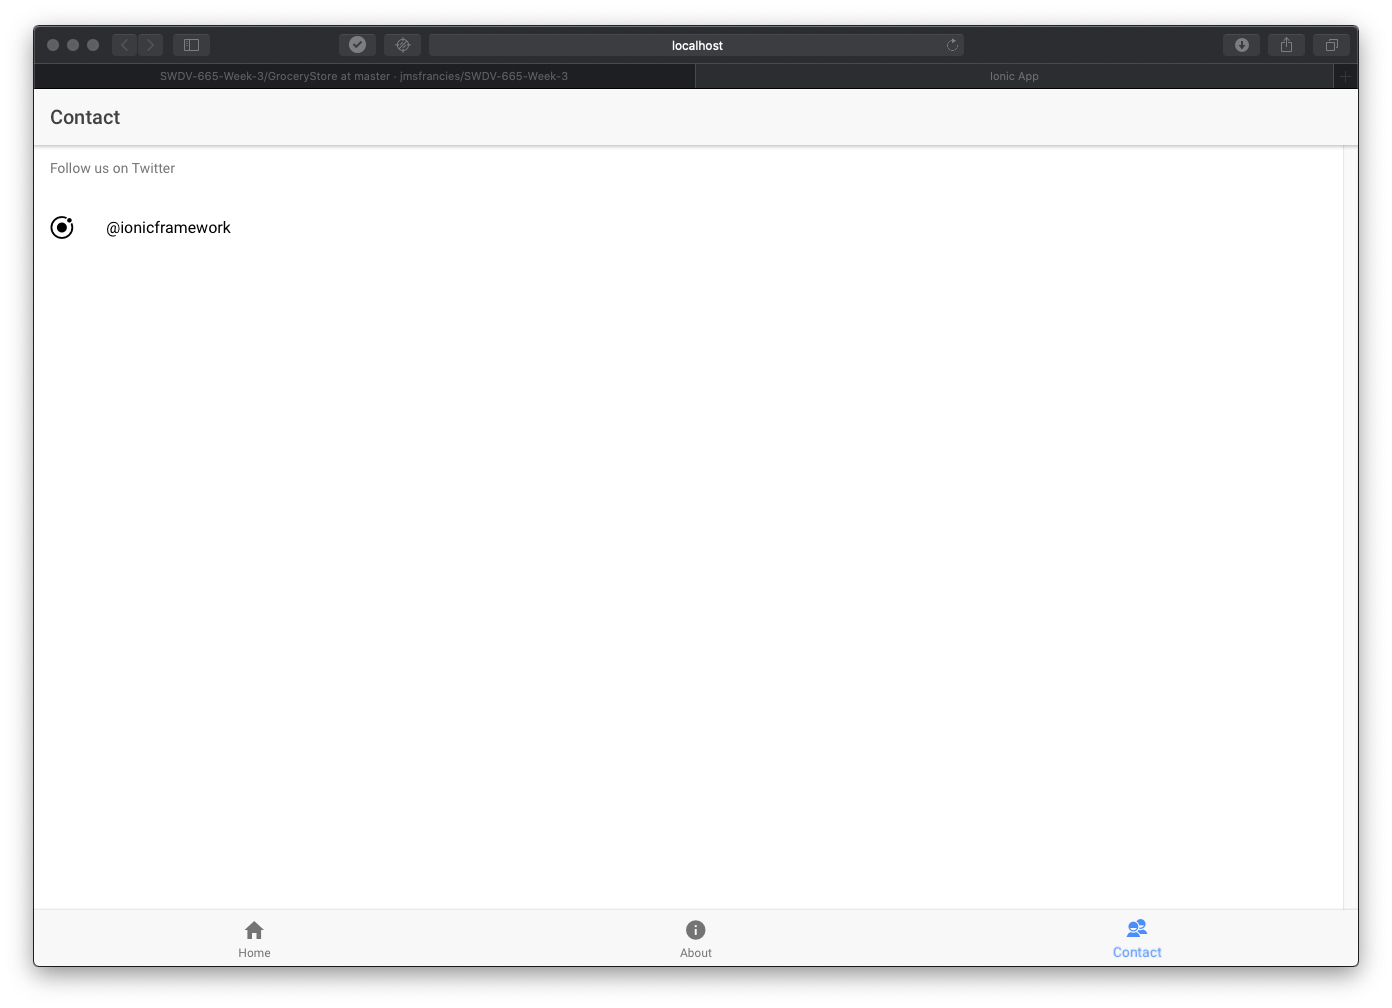 localhost
SWDV-665-Week-3/GroceryStore at master · jmsfrancies/SWDV-665-Week-3
Ionic App
Contact
Follow us on Twitter
@ionicframework
Home
About
Contact